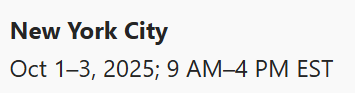 New York City
Oct 1–3, 2025; 9 AM–4 PM EST